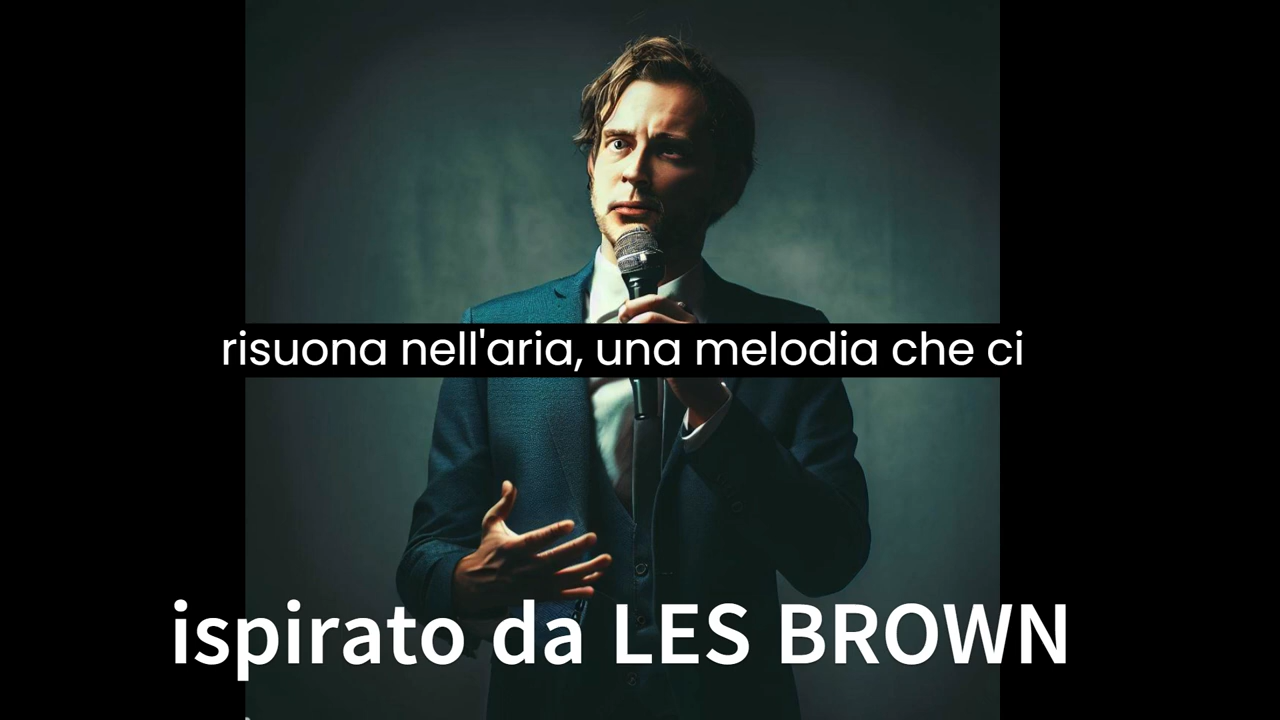 risuona nell'aria, una melodia che ci
ispirato da LES BROWN